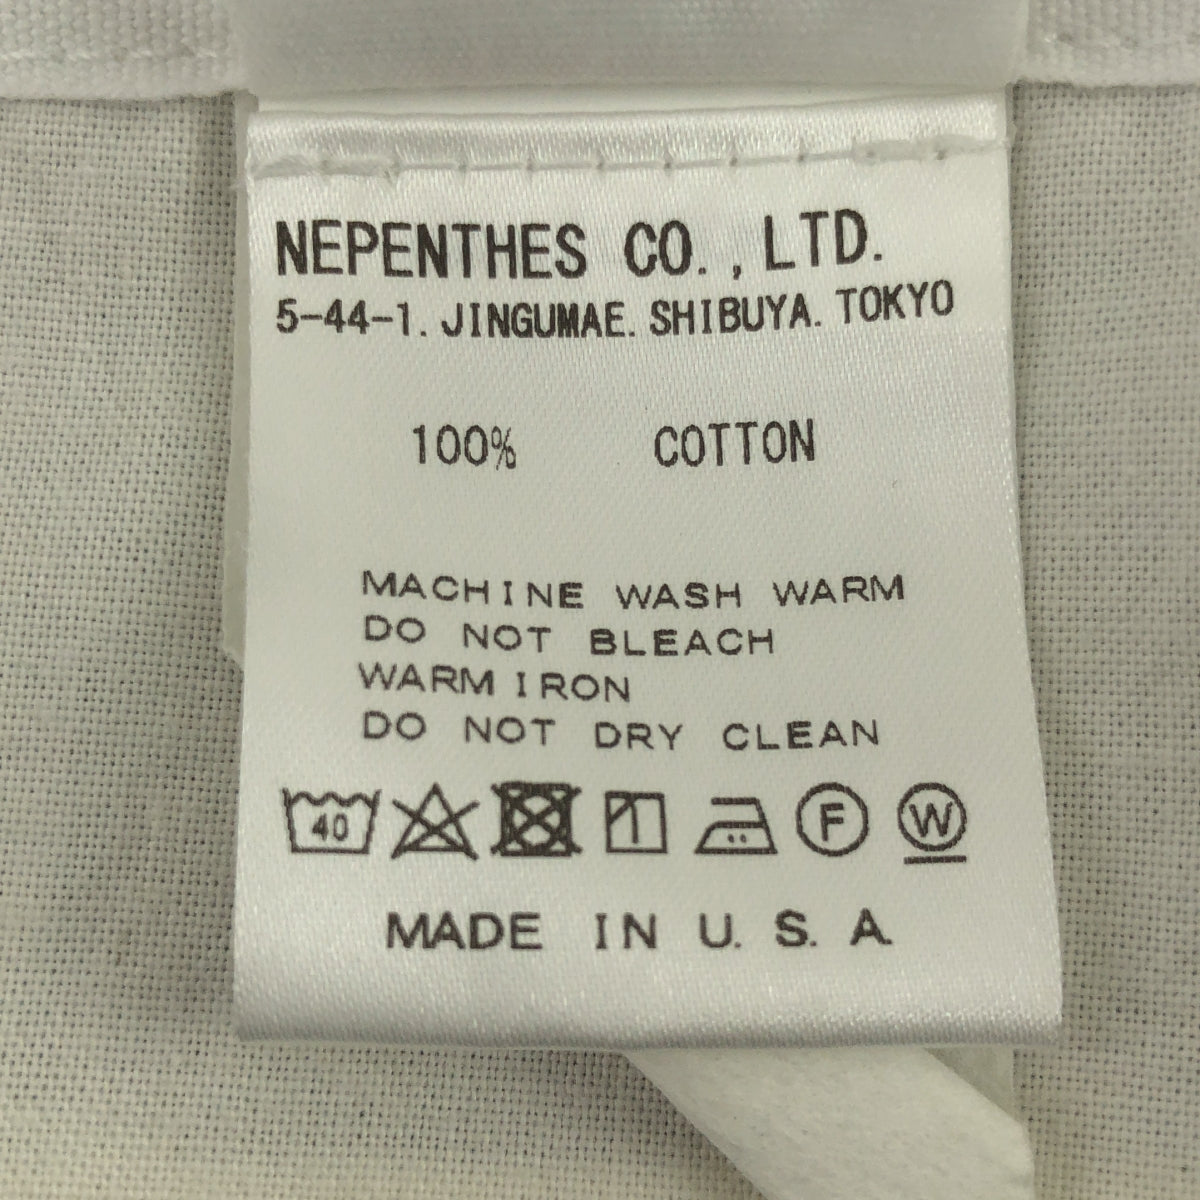 NEPENTHES CO., LTD.
5-44-1. JINGUMAE. SHIBUYA. TOKYO
100% COTTON
MACHINE WASH WARM
DO NOT BLEACH
WARM IRON
DO NOT DRY CLEAN
40 F W
MADE IN U. S. A.